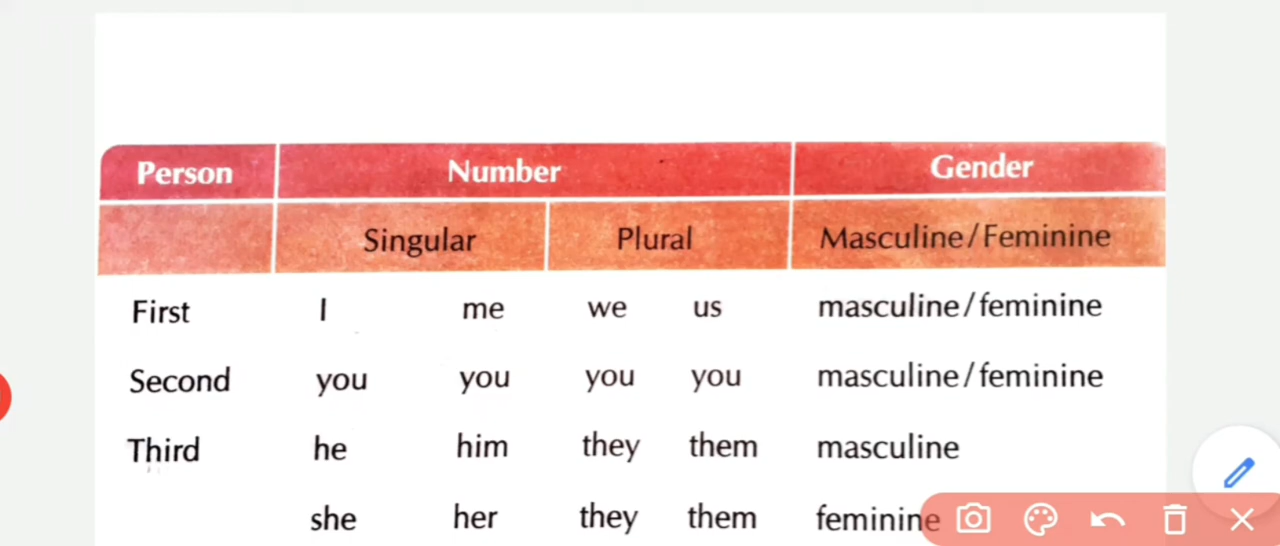 Person Number Gender
Singular Plural Masculine/Feminine
First I me we us masculine/feminine
Second you you you you masculine/feminine
Third he him they them masculine
she her they them feminine